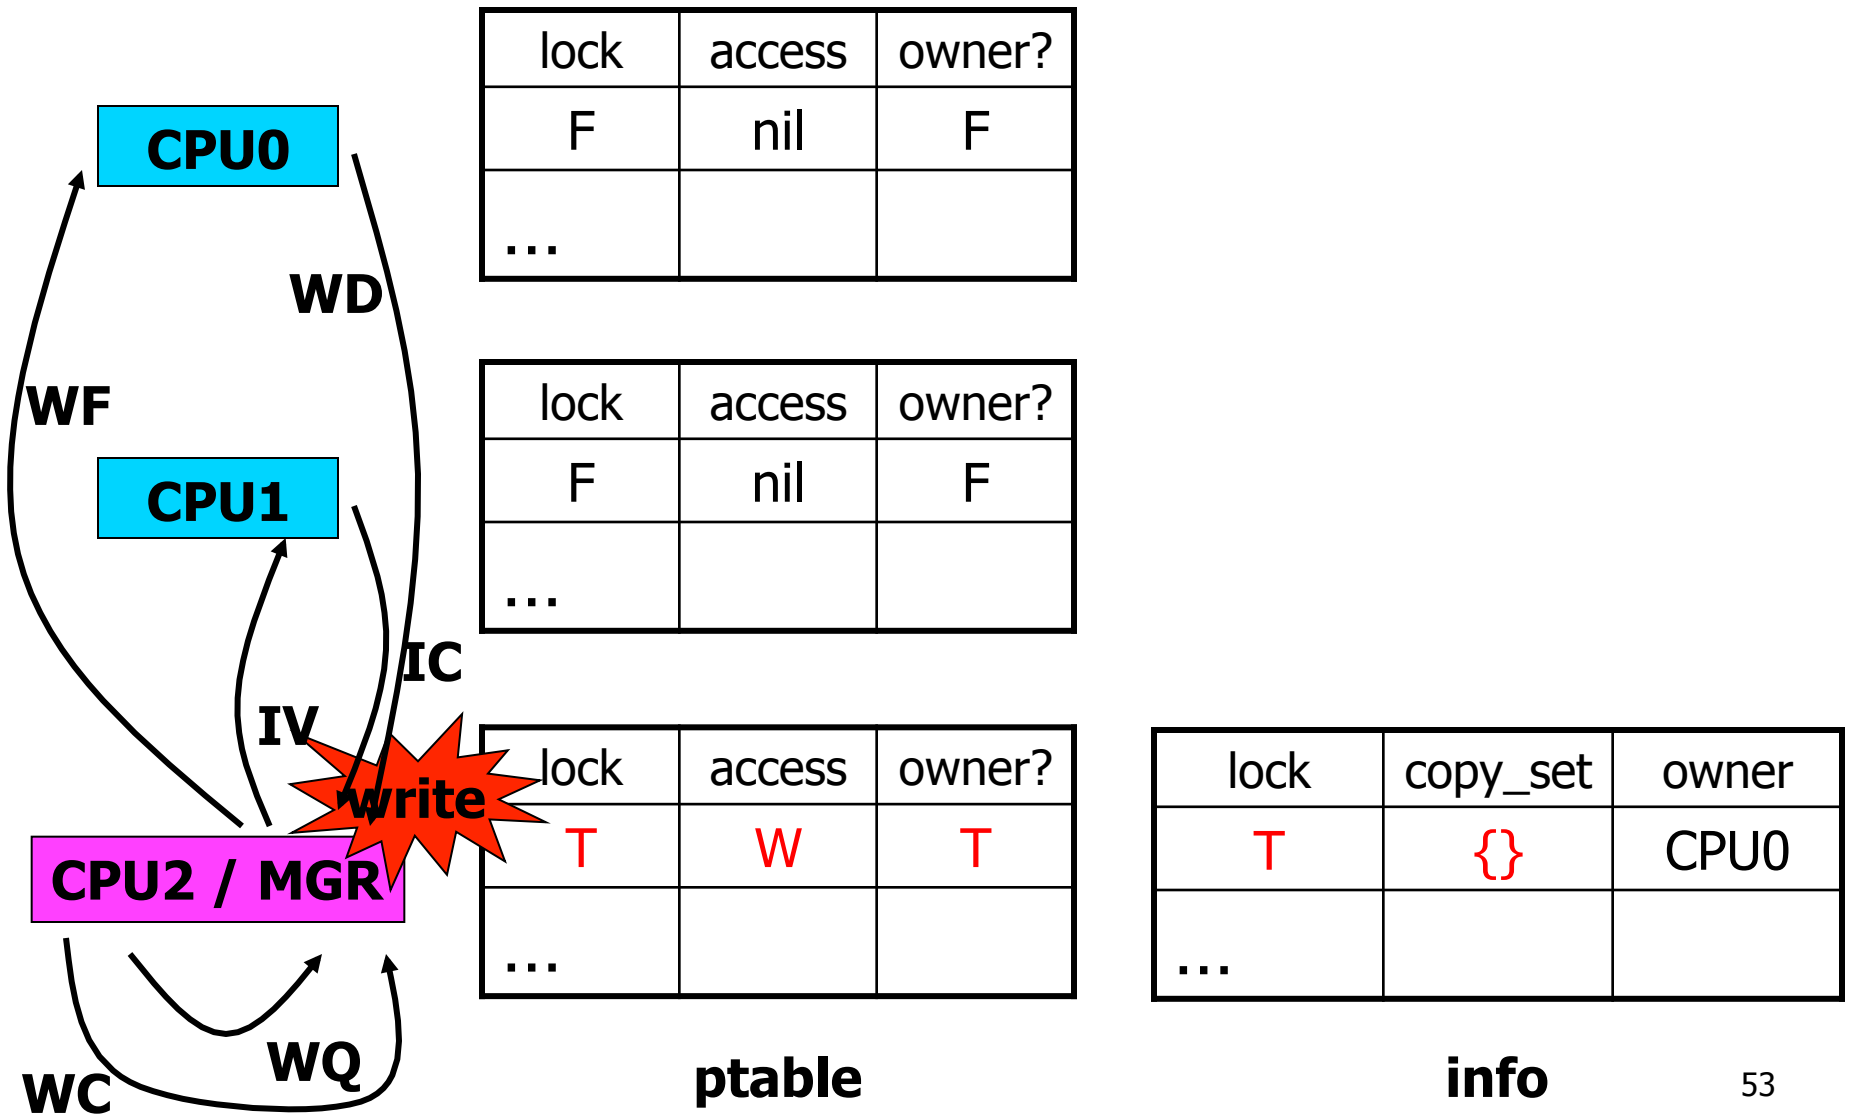 lock access owner?
F nil F
...
CPU0
WD
WF
lock access owner?
F nil F
...
CPU1
IC
IV
write
lock access owner?
T W T
...
CPU2 / MGR
WQ
WC
ptable
lock copy_set owner
T {} CPU0
...
info
53